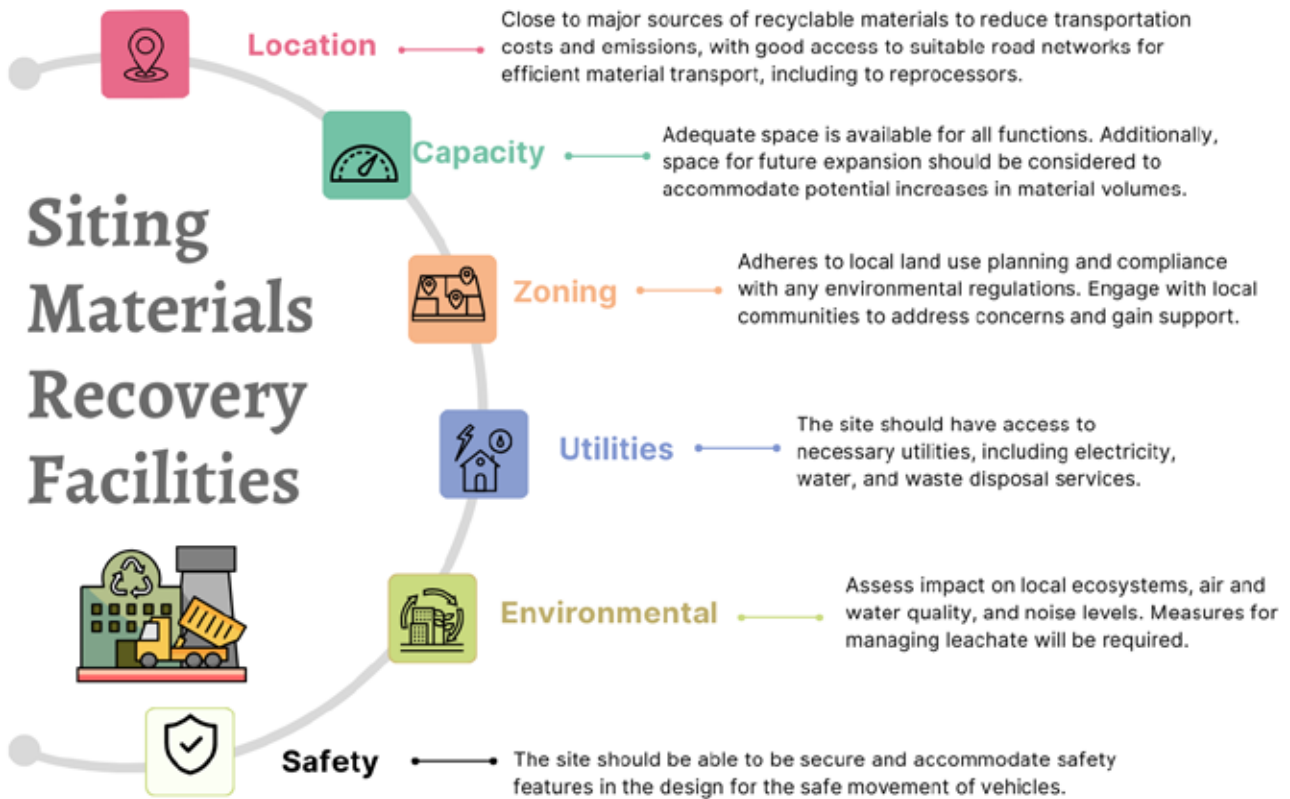 Siting
Materials
Recovery
Facilities
Location
Close to major sources of recyclable materials to reduce transportation
costs and emissions, with good access to suitable road networks for
efficient material transport, including to reprocessors.
Capacity
Adequate space is available for all functions. Additionally,
space for future expansion should be considered to
accommodate potential increases in material volumes.
Zoning
Adheres to local land use planning and compliance
with any environmental regulations. Engage with local
communities to address concerns and gain support.
Utilities
The site should have access to
necessary utilities, including electricity,
water, and waste disposal services.
Environmental
Assess impact on local ecosystems, air and
water quality, and noise levels. Measures for
managing leachate will be required.
Safety
The site should be able to be secure and accommodate safety
features in the design for the safe movement of vehicles.